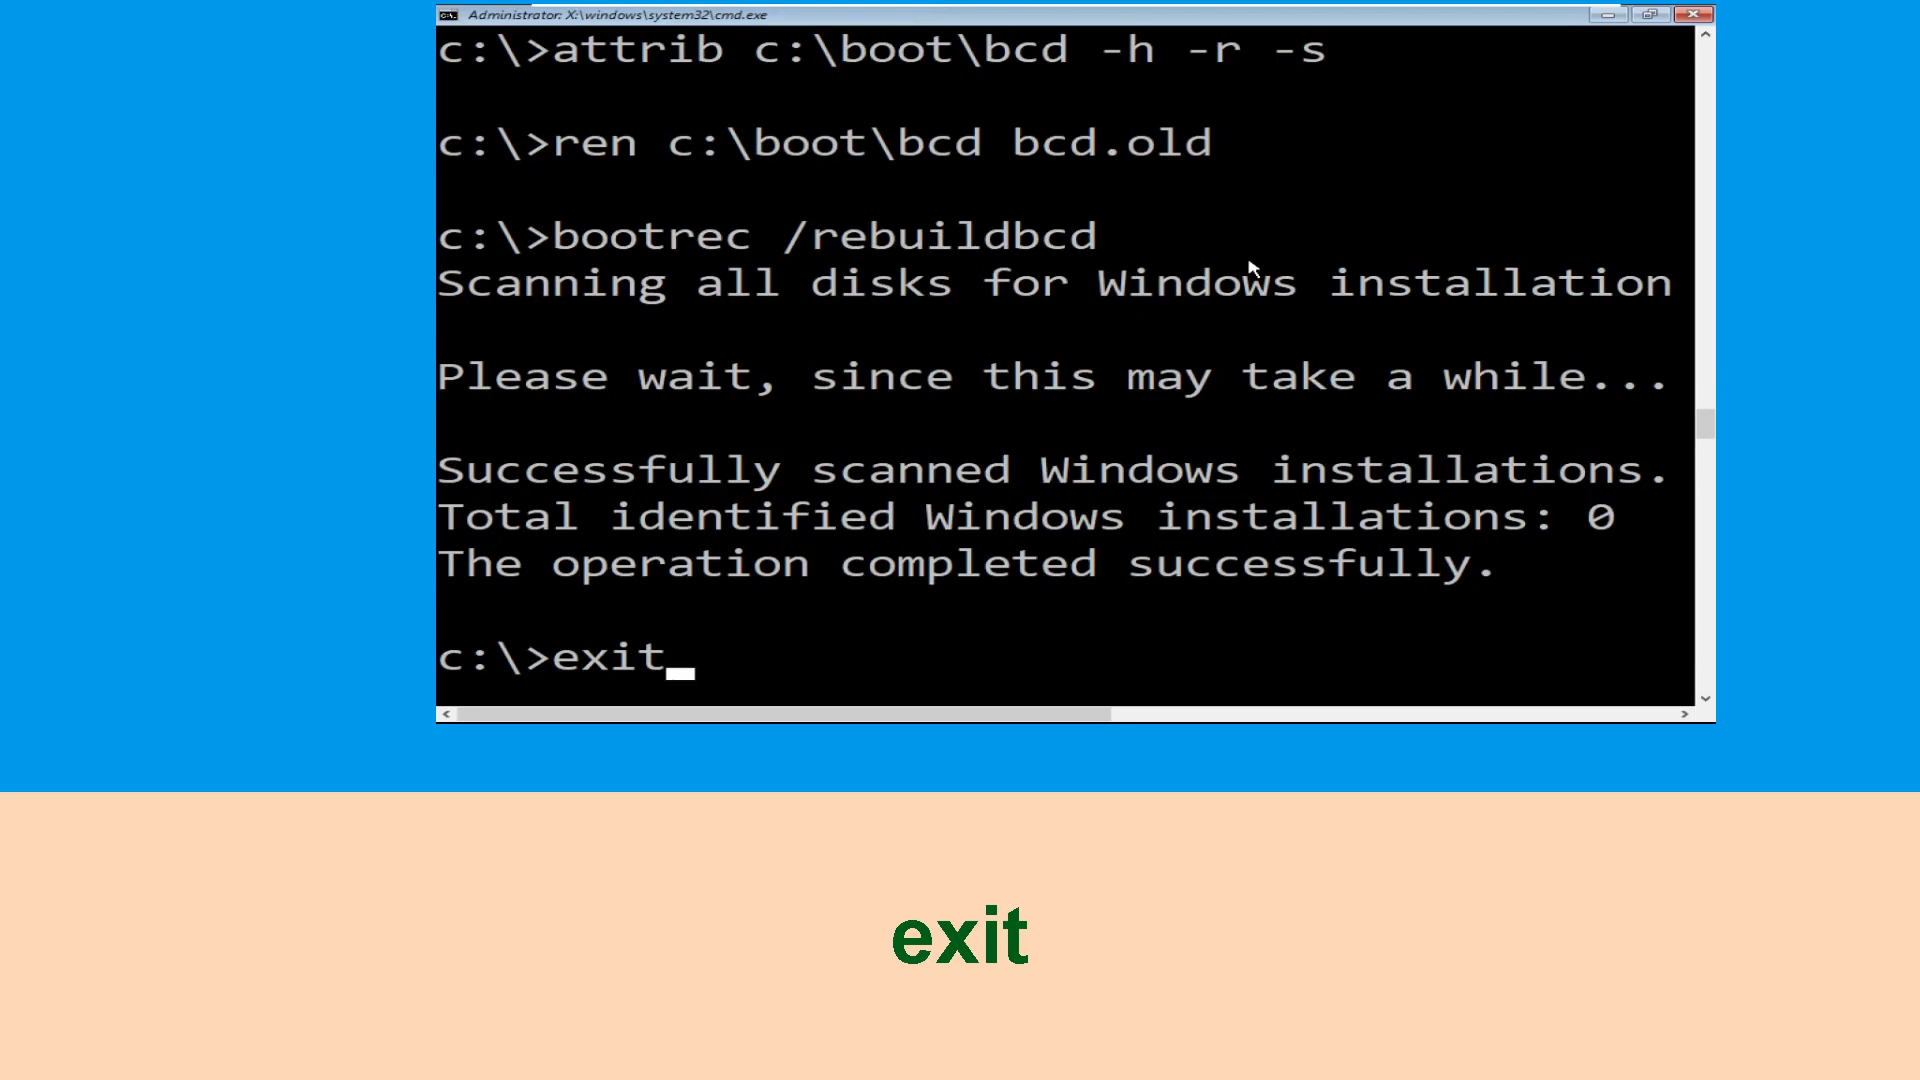 Administrator: X:\windows\system32\cmd.exe
c:\>attrib c:\boot\bcd -h -r -s
c:\>ren c:\boot\bcd bcd.old
c:\>bootrec /rebuildbcd
Scanning all disks for Windows installation
Please wait, since this may take a while...
Successfully scanned Windows installations.
Total identified Windows installations: 0
The operation completed successfully.
c:\>exit
exit